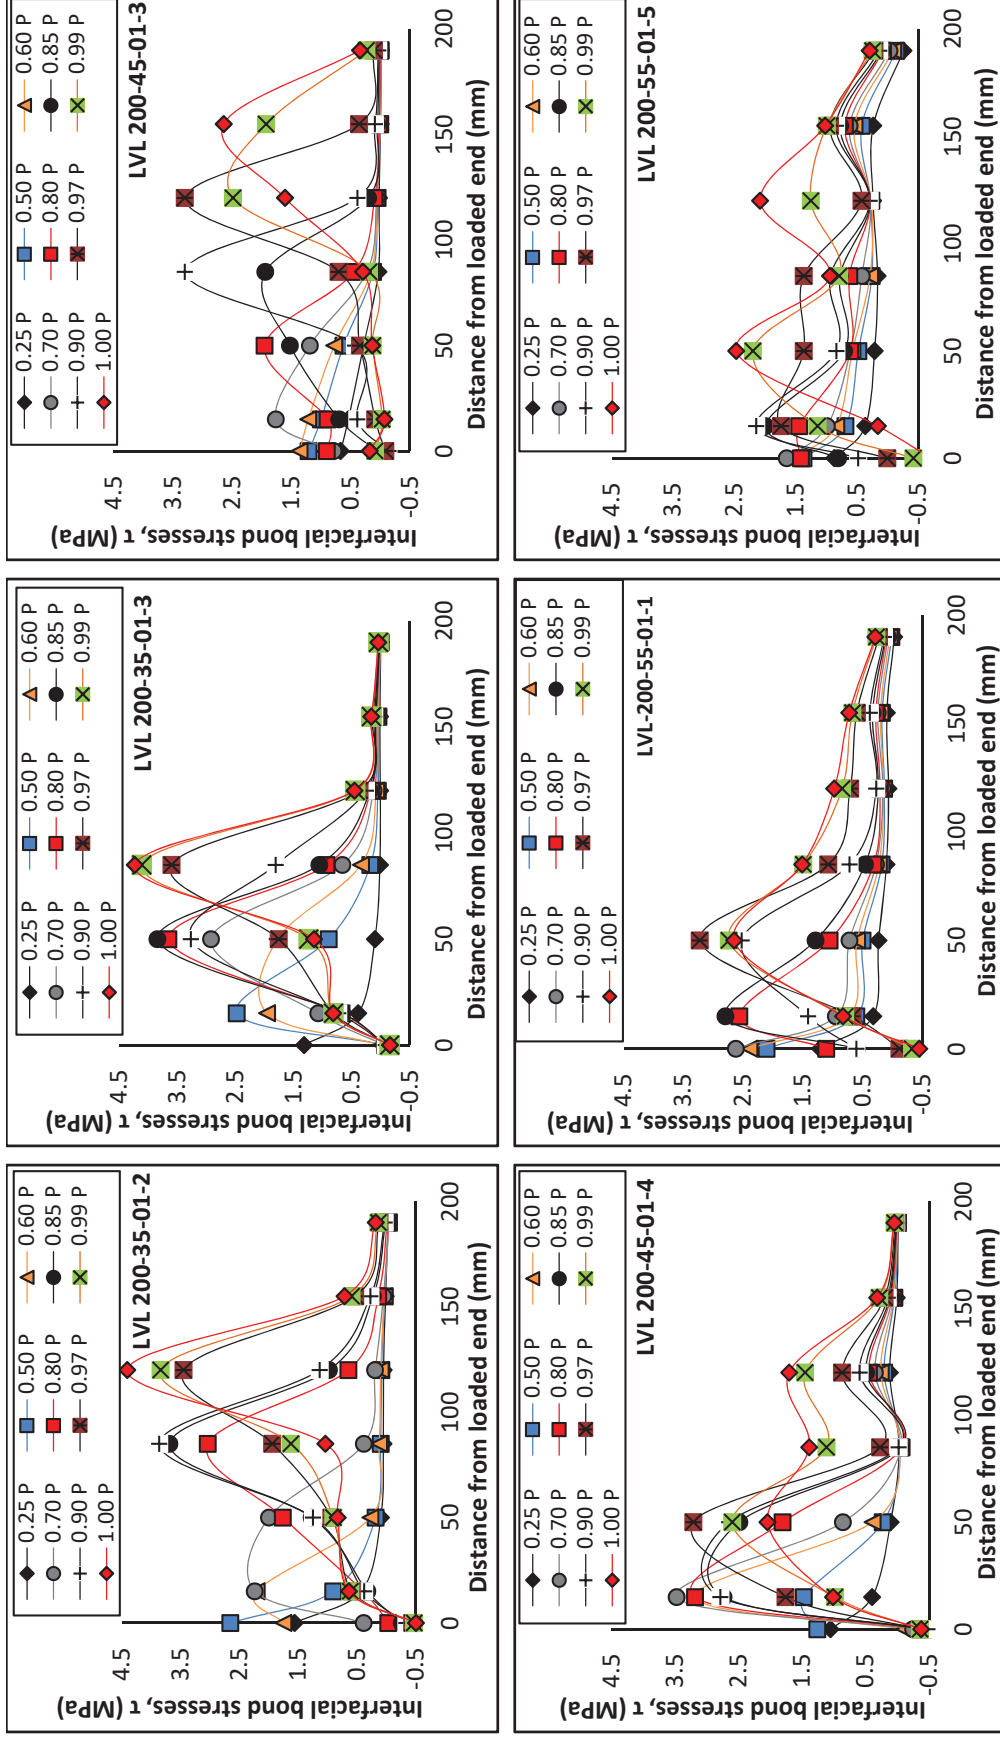 0.25 P 0.50 P 0.60 P
0.70 P 0.80 P 0.85 P
0.90 P 0.97 P 0.99 P
1.00 P
LVL 200-35-01-2
Interfacial bond stresses, τ (MPa)
4.5
3.5
2.5
1.5
0.5
-0.5
0 50 100 150 200
Distance from loaded end (mm)
0.25 P 0.50 P 0.60 P
0.70 P 0.80 P 0.85 P
0.90 P 0.97 P 0.99 P
1.00 P
LVL 200-35-01-3
Interfacial bond stresses, τ (MPa)
4.5
3.5
2.5
1.5
0.5
-0.5
0 50 100 150 200
Distance from loaded end (mm)
0.25 P 0.50 P 0.60 P
0.70 P 0.80 P 0.85 P
0.90 P 0.97 P 0.99 P
1.00 P
LVL 200-45-01-3
Interfacial bond stresses, τ (MPa)
4.5
3.5
2.5
1.5
0.5
-0.5
0 50 100 150 200
Distance from loaded end (mm)
0.25 P 0.50 P 0.60 P
0.70 P 0.80 P 0.85 P
0.90 P 0.97 P 0.99 P
1.00 P
LVL 200-45-01-4
Interfacial bond stresses, τ (MPa)
4.5
3.5
2.5
1.5
0.5
-0.5
0 50 100 150 200
Distance from loaded end (mm)
0.25 P 0.50 P 0.60 P
0.70 P 0.80 P 0.85 P
0.90 P 0.97 P 0.99 P
1.00 P
LVL-200-55-01-1
Interfacial bond stresses, τ (MPa)
4.5
3.5
2.5
1.5
0.5
-0.5
0 50 100 150 200
Distance from loaded end (mm)
0.25 P 0.50 P 0.60 P
0.70 P 0.80 P 0.85 P
0.90 P 0.97 P 0.99 P
1.00 P
LVL 200-55-01-5
Interfacial bond stresses, τ (MPa)
4.5
3.5
2.5
1.5
0.5
-0.5
0 50 100 150 200
Distance from loaded end (mm)